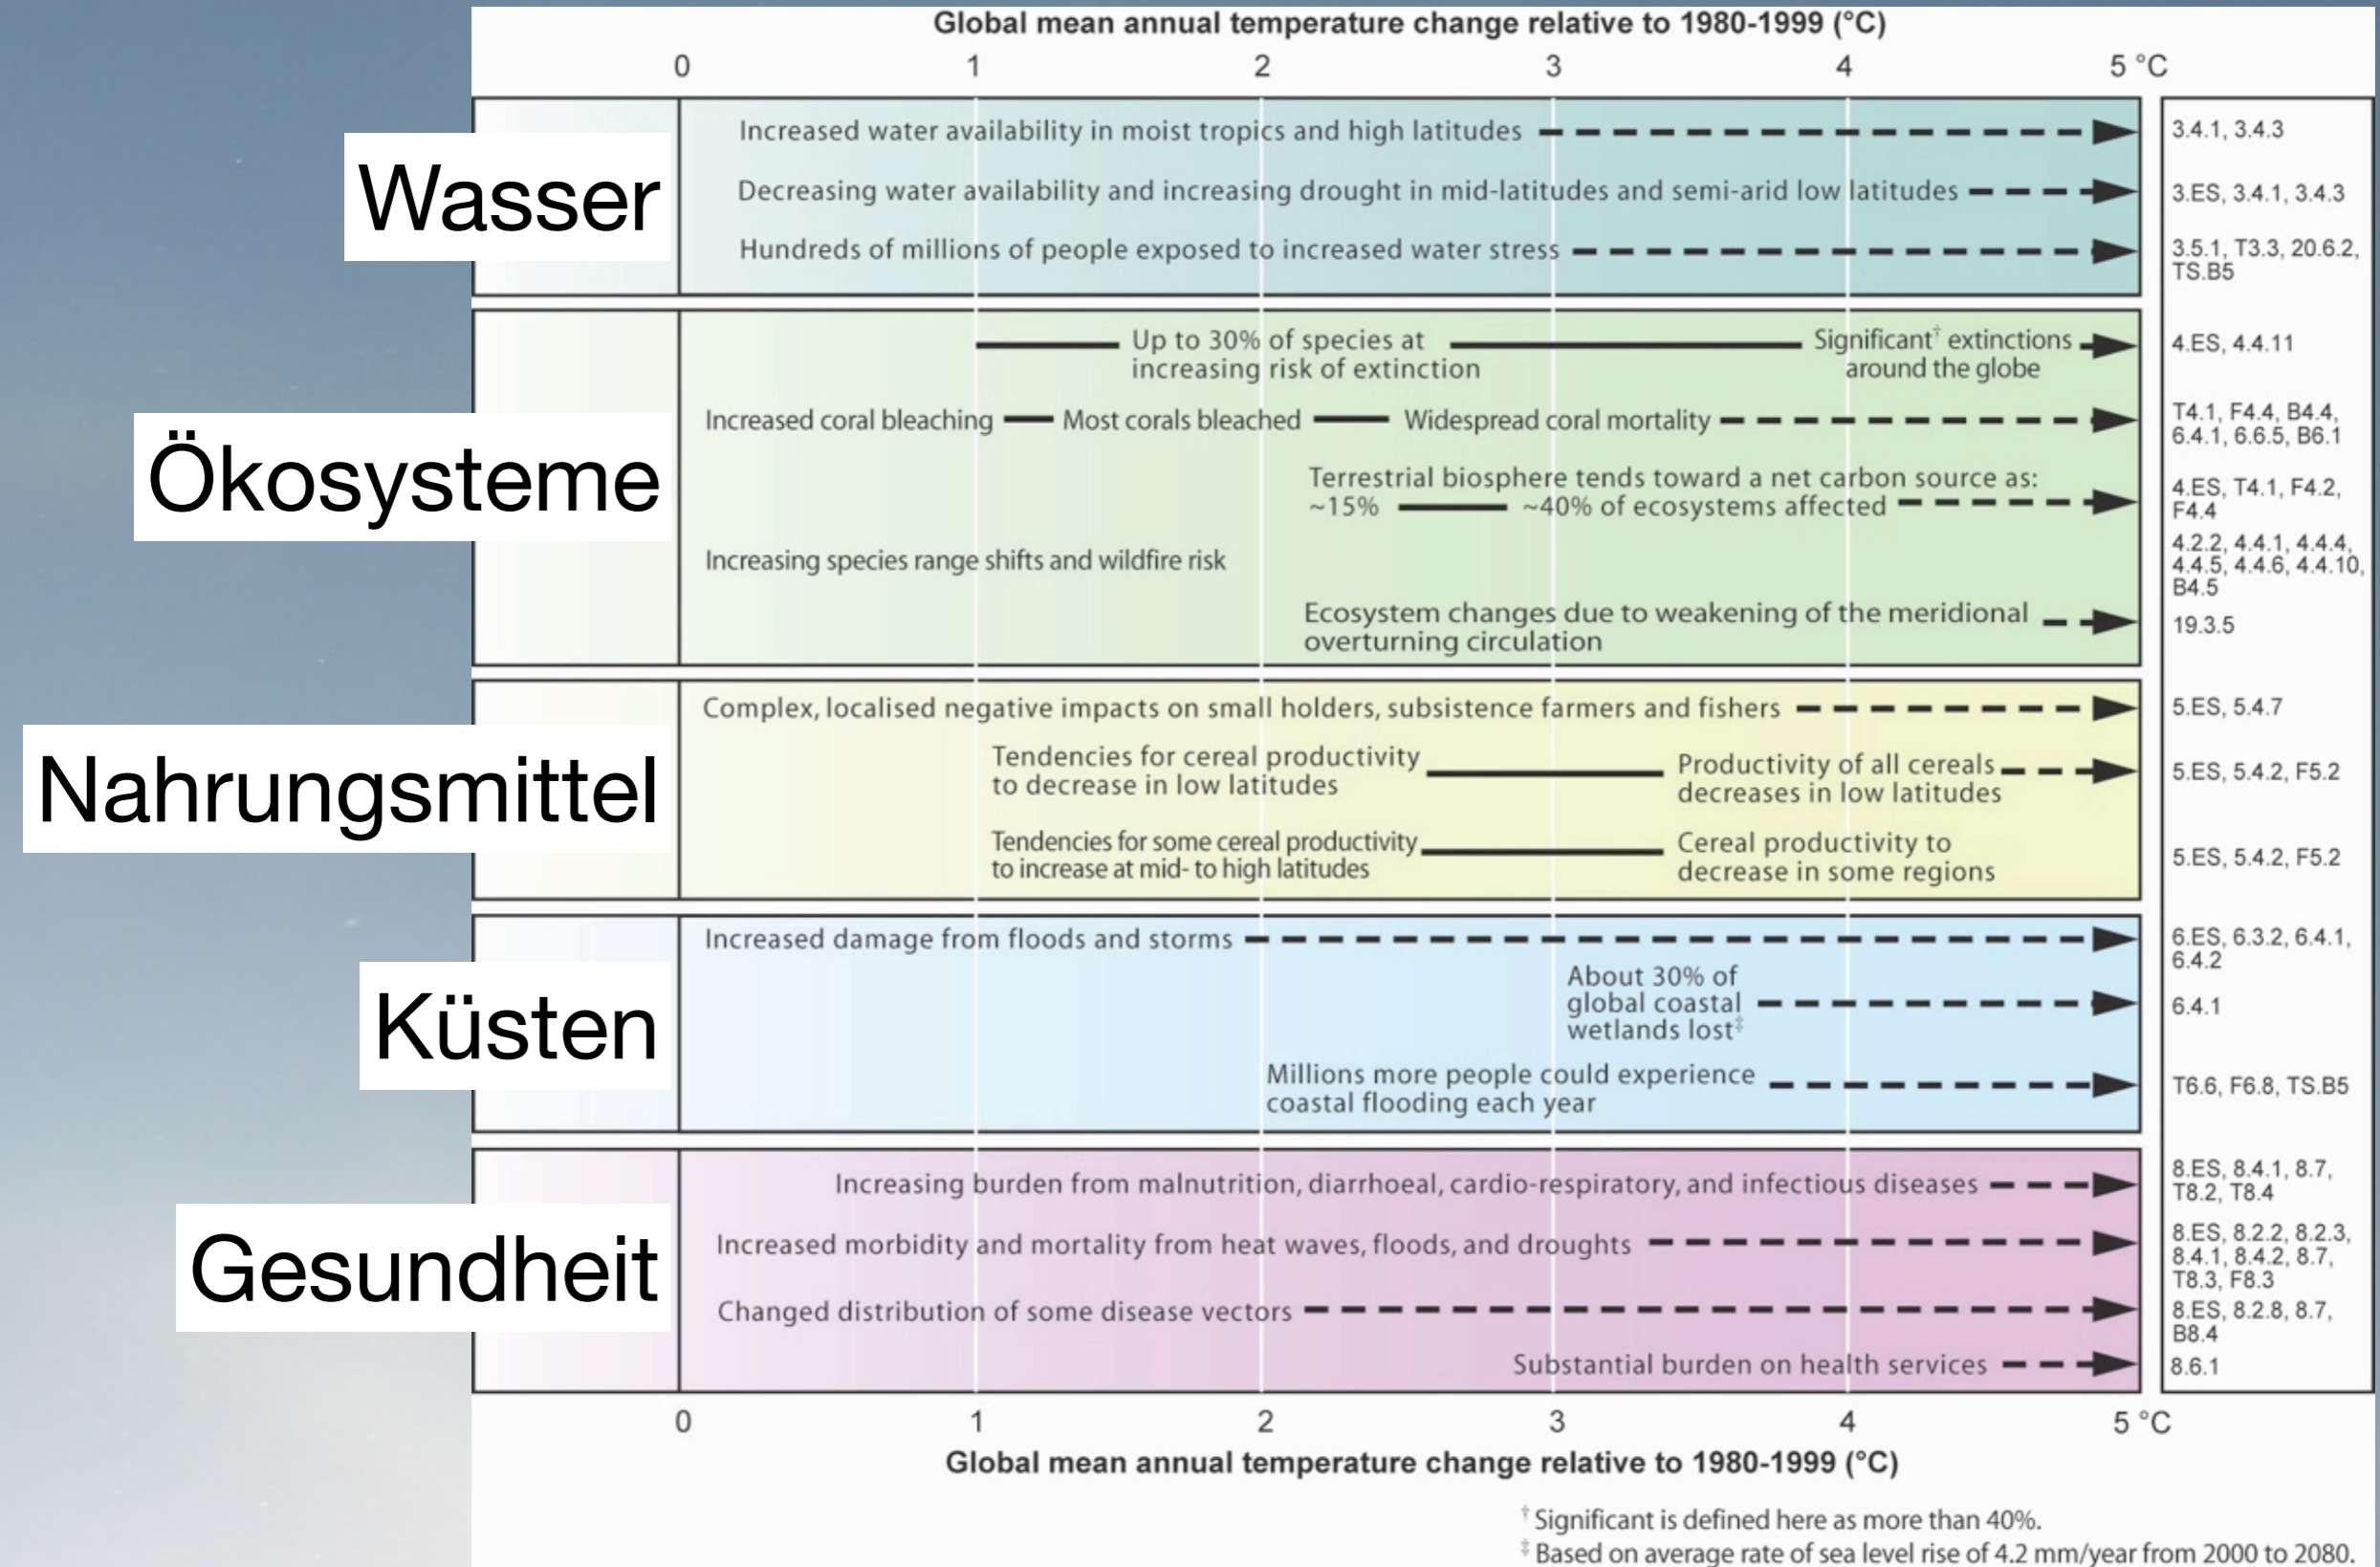 Global mean annual temperature change relative to 1980-1999 (°C)
0 1 2 3 4 5 °C
Wasser
Increased water availability in moist tropics and high latitudes
3.4.1, 3.4.3
Decreasing water availability and increasing drought in mid-latitudes and semi-arid low latitudes
3.ES, 3.4.1, 3.4.3
Hundreds of millions of people exposed to increased water stress
3.5.1, T3.3, 20.6.2,
TS.B5
Ökosysteme
Up to 30% of species at
increasing risk of extinction
Significant† extinctions
around the globe
4.ES, 4.4.11
Increased coral bleaching Most corals bleached Widespread coral mortality
T4.1, F4.4, B4.4,
6.4.1, 6.6.5, B6.1
Terrestrial biosphere tends toward a net carbon source as:
~15% ~40% of ecosystems affected
4.ES, T4.1, F4.2,
F4.4
Increasing species range shifts and wildfire risk
4.2.2, 4.4.1, 4.4.4,
4.4.5, 4.4.6, 4.4.10,
B4.5
Ecosystem changes due to weakening of the meridional
overturning circulation
19.3.5
Nahrungsmittel
Complex, localised negative impacts on small holders, subsistence farmers and fishers
5.ES, 5.4.7
Tendencies for cereal productivity
to decrease in low latitudes
Productivity of all cereals
decreases in low latitudes
5.ES, 5.4.2, F5.2
Tendencies for some cereal productivity
to increase at mid- to high latitudes
Cereal productivity to
decrease in some regions
5.ES, 5.4.2, F5.2
Küsten
Increased damage from floods and storms
6.ES, 6.3.2, 6.4.1,
6.4.2
About 30% of
global coastal
wetlands lost‡
6.4.1
Millions more people could experience
coastal flooding each year
T6.6, F6.8, TS.B5
Gesundheit
Increasing burden from malnutrition, diarrhoeal, cardio-respiratory, and infectious diseases
8.ES, 8.4.1, 8.7,
T8.2, T8.4
Increased morbidity and mortality from heat waves, floods, and droughts
8.ES, 8.2.2, 8.2.3,
8.4.1, 8.4.2, 8.7,
T8.3, F8.3
Changed distribution of some disease vectors
8.ES, 8.2.8, 8.7,
B8.4
Substantial burden on health services
8.6.1
0 1 2 3 4 5 °C
Global mean annual temperature change relative to 1980-1999 (°C)
† Significant is defined here as more than 40%.
‡ Based on average rate of sea level rise of 4.2 mm/year from 2000 to 2080.